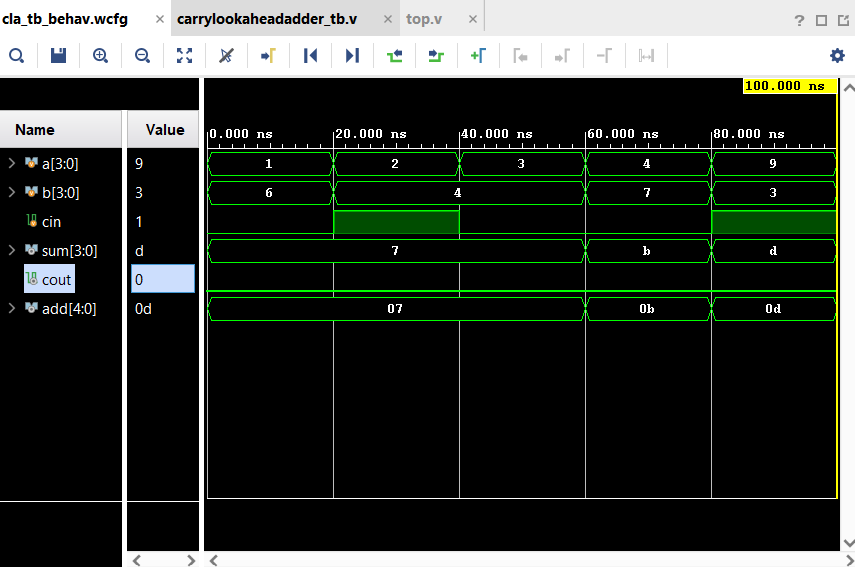 cla_tb_behav.wcfg × carrylookaheadadder_tb.v × top.v × ?
100.000 ns
Name Value 0.000 ns 20.000 ns 40.000 ns 60.000 ns 80.000 ns
a[3:0] 9 1 2 3 4 9
b[3:0] 3 6 4 7 3
cin 1
sum[3:0] d 7 b d
cout 0
add[4:0] 0d 07 0b 0d